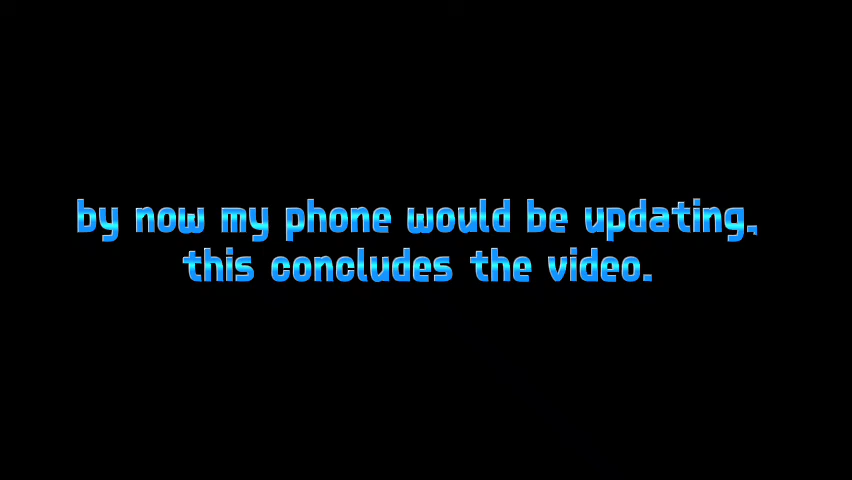 by now my phone would be updating,
this concludes the video.